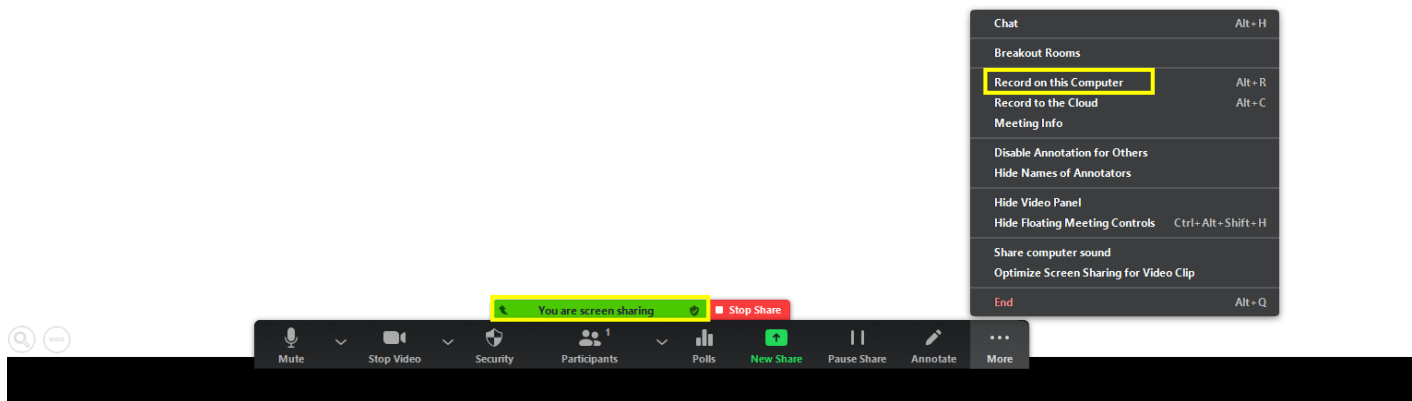 Chat Alt+H
Breakout Rooms
Record on this Computer Alt+R
Record to the Cloud Alt+C
Meeting Info
Disable Annotation for Others
Hide Names of Annotators
Hide Video Panel
Hide Floating Meeting Controls Ctrl+Alt+Shift+H
Share computer sound
Optimize Screen Sharing for Video Clip
End Alt+Q
You are screen sharing Stop Share
1
Mute Stop Video Security Participants Polls New Share Pause Share Annotate More